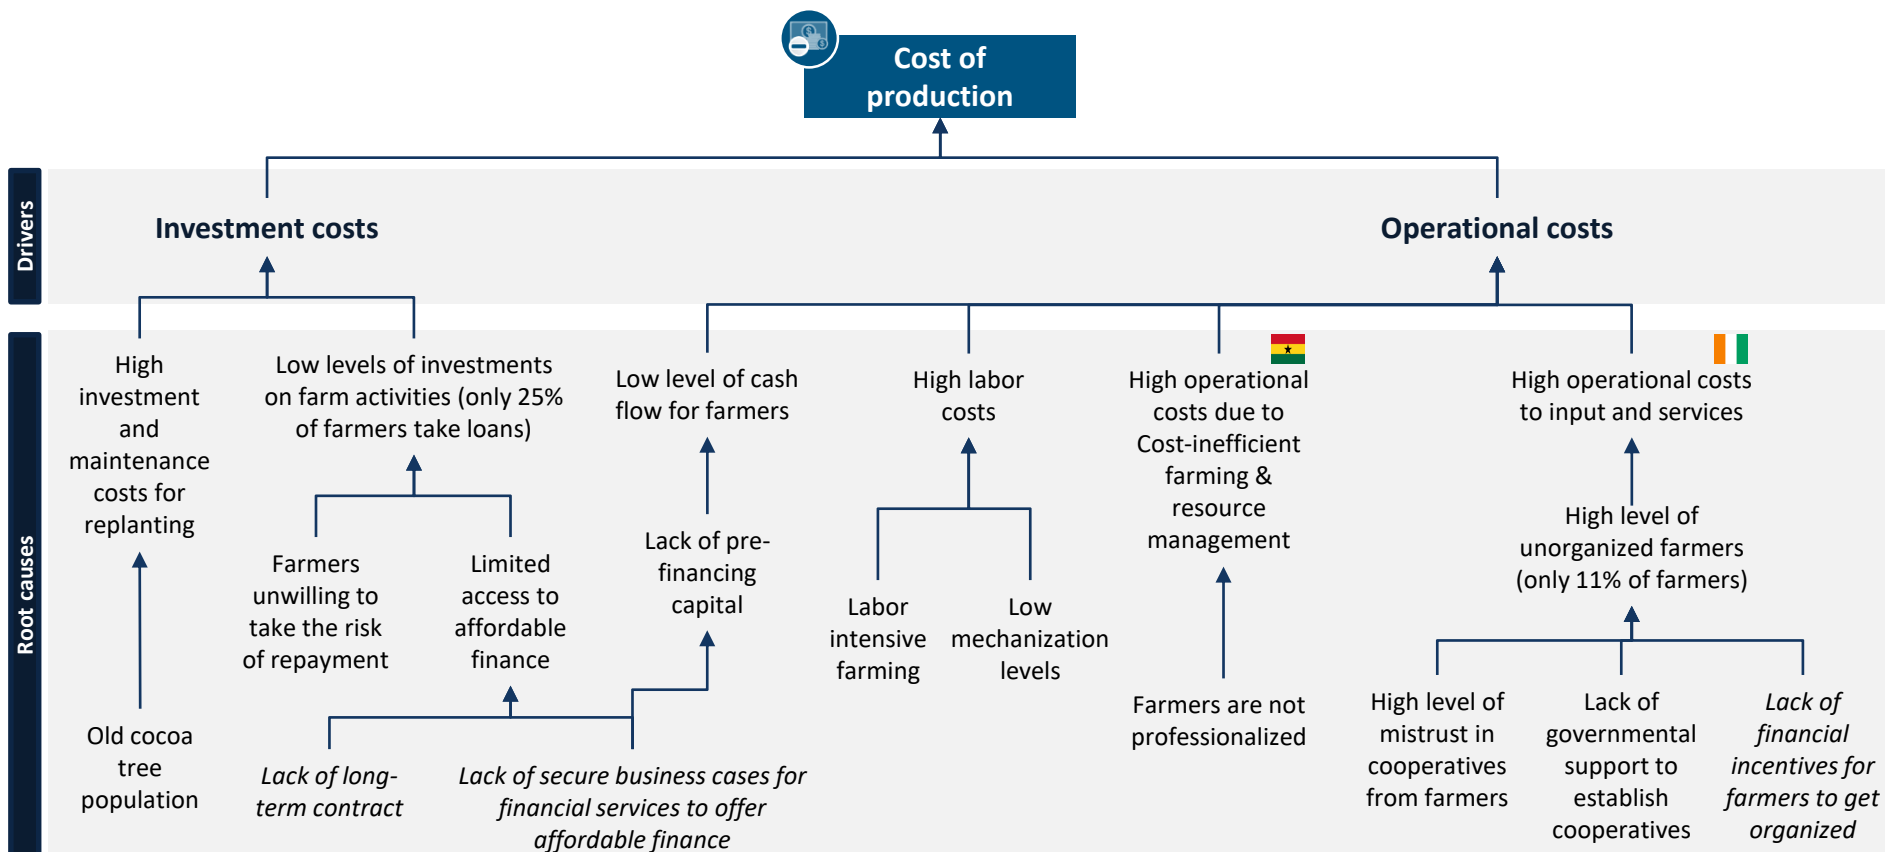 Cost of
production
Drivers
Investment costs
Operational costs
Root causes
High
investment
and
maintenance
costs for
replanting
Low levels of investments
on farm activities (only 25%
of farmers take loans)
Low level of cash
flow for farmers
High labor
costs
High operational
costs due to
Cost-inefficient
farming &
resource
management
High operational costs
to input and services
Farmers
unwilling to
take the risk
of repayment
Limited
access to
affordable
finance
Lack of pre-
financing
capital
Labor
intensive
farming
Low
mechanization
levels
High level of
unorganized farmers
(only 11% of farmers)
Old cocoa
tree
population
Lack of long-
term contract
Lack of secure business cases for
financial services to offer
affordable finance
Farmers are not
professionalized
High level of
mistrust in
cooperatives
from farmers
Lack of
governmental
support to
establish
cooperatives
Lack of
financial
incentives for
farmers to get
organized